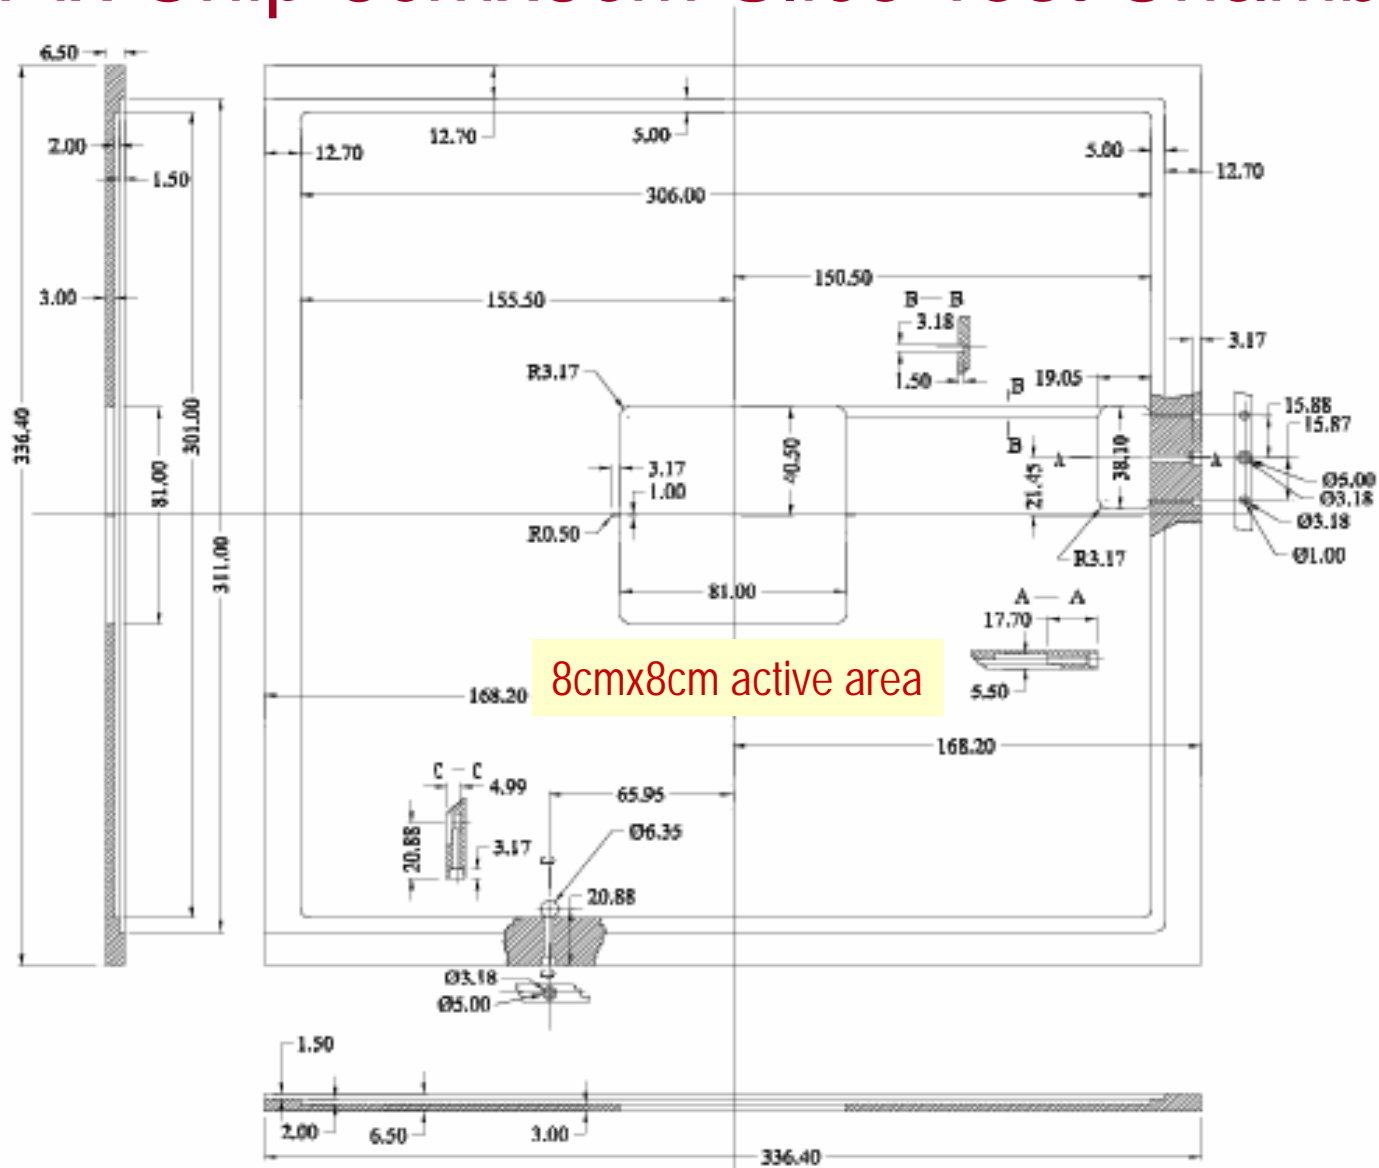 6.50
12.70
5.00
2.00
12.70
5.00
12.70
1.50
306.00
150.50
3.00
155.50
B — B
3.18
3.17
R3.17
1.50
B
19.05
15.88
15.87
336.40
301.00
81.00
40.50
B
21.45
A
38.10
A
3.17
1.00
Ø5.00
Ø3.18
R0.50
Ø3.18
R3.17
Ø1.00
311.00
81.00
A — A
17.70
8cmx8cm active area
168.20
5.50
168.20
C – C
4.99
65.95
20.88
Ø6.35
3.17
C
20.88
C
Ø3.18
Ø5.00
1.50
2.00
6.50
3.00
336.40